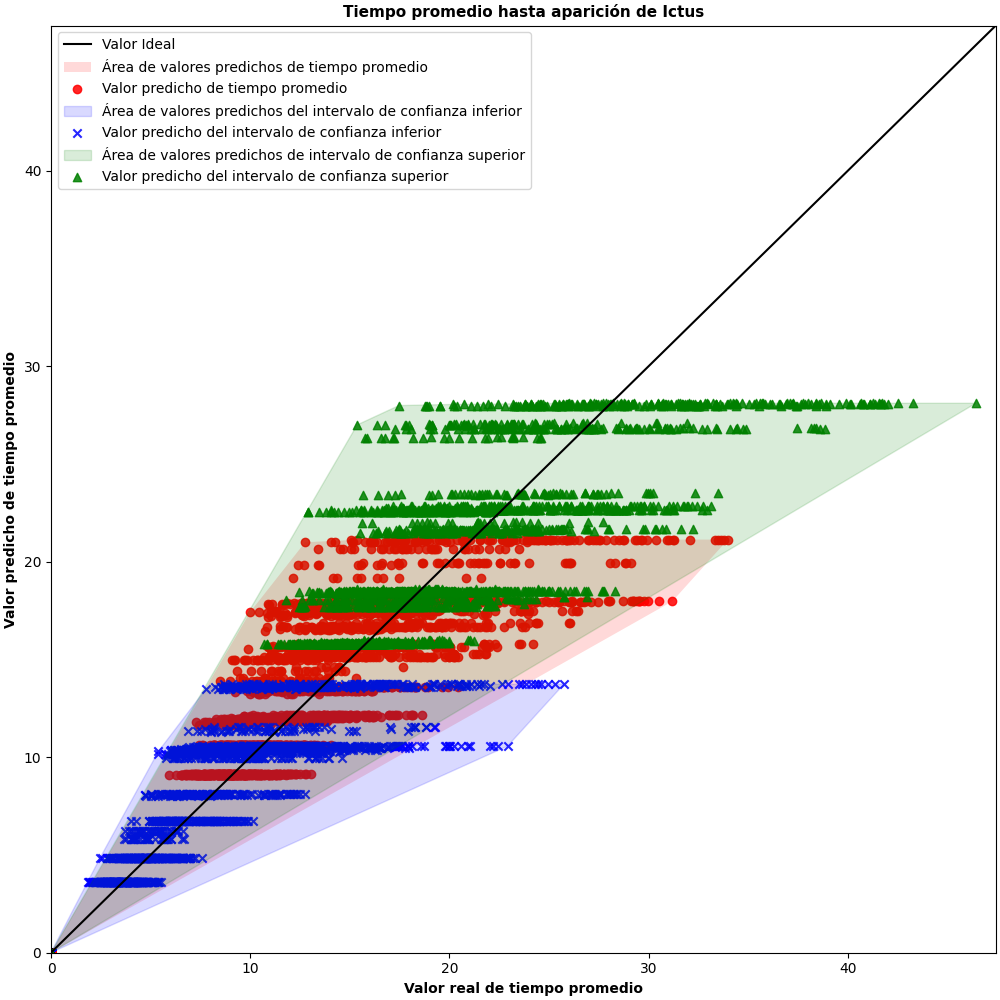 Tiempo promedio hasta aparición de Ictus
Valor Ideal
Área de valores predichos de tiempo promedio
Valor predicho de tiempo promedio
Área de valores predichos del intervalo de confianza inferior
Valor predicho del intervalo de confianza inferior
Área de valores predichos de intervalo de confianza superior
Valor predicho del intervalo de confianza superior
Valor predicho de tiempo promedio
40
30
20
10
0
0 10 20 30 40
Valor real de tiempo promedio